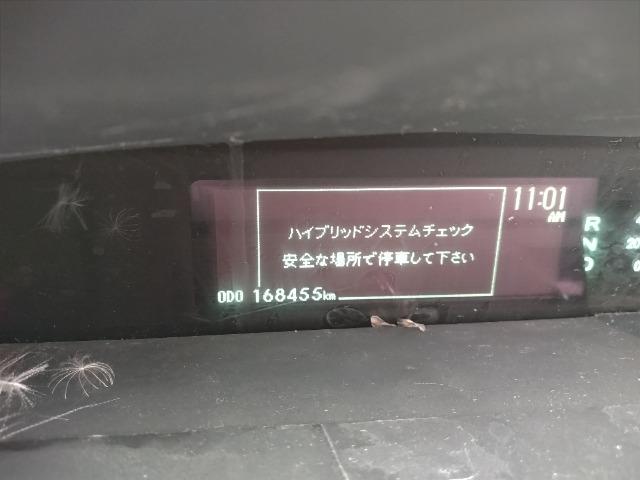 11:01
AM
ハイブリッドシステムチェック
安全な場所で停車して下さい
ODO 168455km
R
N
D